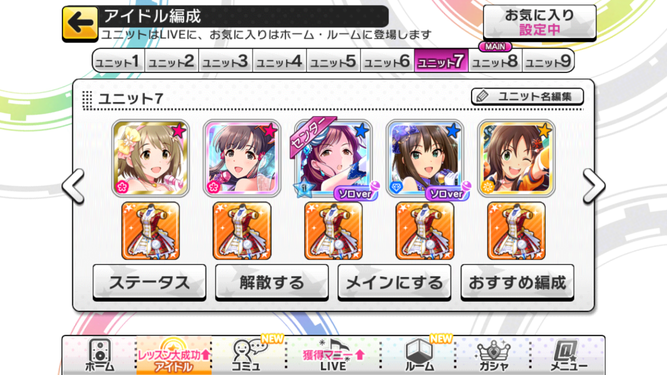 アイドル編成
ユニットはLIVEに、お気に入りはホーム・ルームに登場します
お気に入り
設定中
MAIN
ユニット1 ユニット2 ユニット3 ユニット4 ユニット5 ユニット6 ユニット7 ユニット8 ユニット9
ユニット7
ユニット名編集
センター
ソロver ソロver
ステータス 解散する メインにする おすすめ編成
NEW NEW
レッスン大成功 獲得マニー
ホーム アイドル コミュ LIVE ルーム ガシャ メニュー